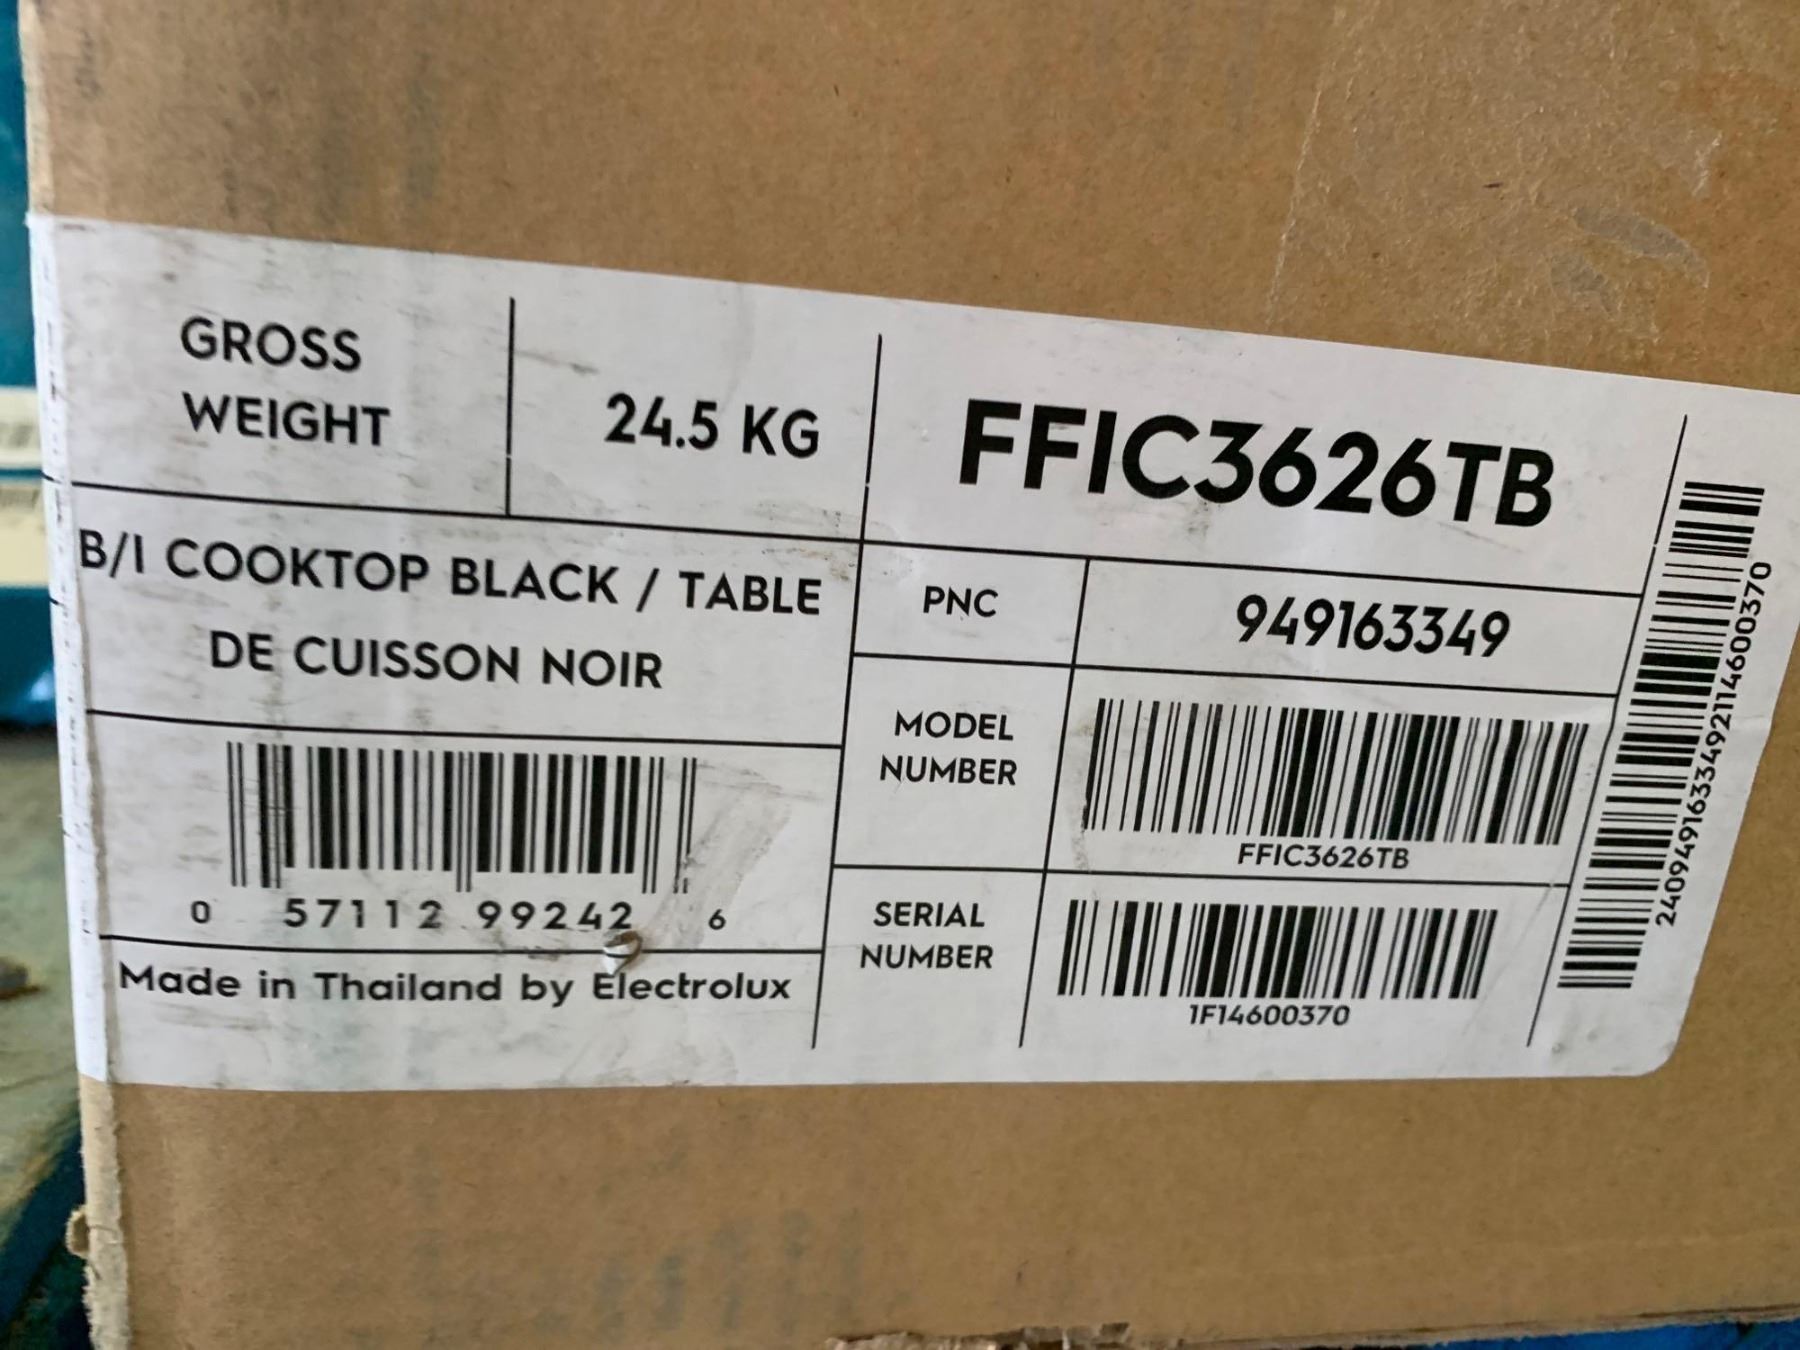 GROSS
WEIGHT
24.5 KG
FFIC3626TB
B/I COOKTOP BLACK / TABLE
DE CUISSON NOIR
PNC
949163349
MODEL
NUMBER
FFIC3626TB
0 57112 99242 6
SERIAL
NUMBER
1F14600370
Made in Thailand by Electrolux
2409491633492114600370